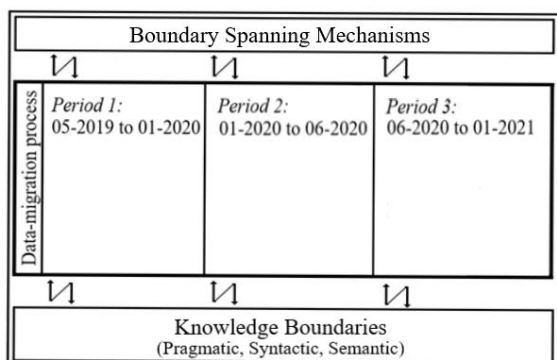 Boundary Spanning Mechanisms
Data-migration process
Period 1:
05-2019 to 01-2020
Period 2:
01-2020 to 06-2020
Period 3:
06-2020 to 01-2021
Knowledge Boundaries
(Pragmatic, Syntactic, Semantic)